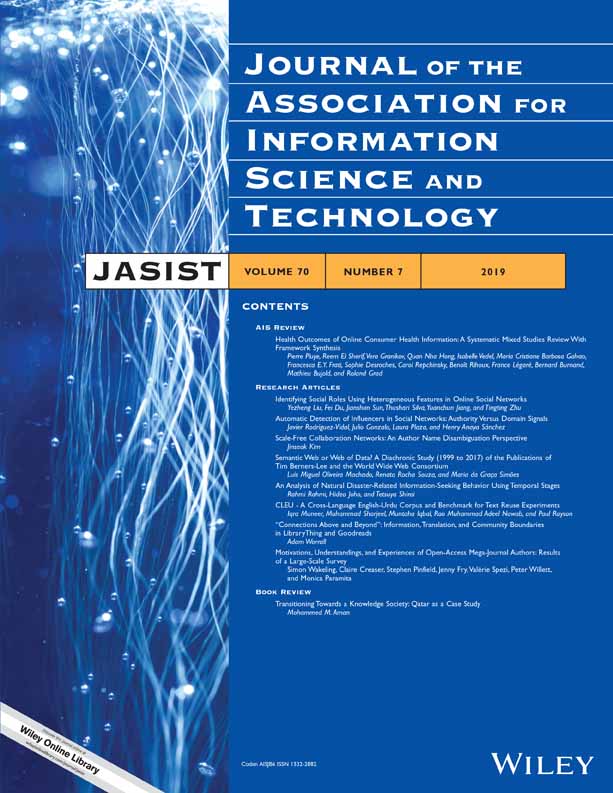 JOURNAL OF THE
ASSOCIATION FOR
INFORMATION
SCIENCE AND
TECHNOLOGY
JASIST
VOLUME 70
NUMBER 7
2019
CONTENTS
AIS REVIEW
Health Outcomes of Online Consumer Health Information: A Systematic Mixed Studies Review With
Framework Synthesis
Pierre Pluye, Reem El Sherif, Vera Granikov, Quan Nha Hong, Isabelle Vedel, Maria Cristiane Barbosa Galvao,
Francesca E.Y. Frati, Sophie Desroches, Carol Repchinsky, Benoît Rihoux, France Légaré, Bernard Burnand,
Mathieu Bujold, and Roland Grad
RESEARCH ARTICLES
Identifying Social Roles Using Heterogeneous Features in Online Social Networks
Yezheng Liu, Fei Du, Jianshan Sun, Thushari Silva, Yuanchun Jiang, and Tingting Zhu
Automatic Detection of Influencers in Social Networks: Authority Versus Domain Signals
Javier Rodríguez-Vidal, Julio Gonzalo, Laura Plaza, and Henry Anaya Sánchez
Scale-Free Collaboration Networks: An Author Name Disambiguation Perspective
Jinseok Kim
Semantic Web or Web of Data? A Diachronic Study (1999 to 2017) of the Publications of
Tim Berners-Lee and the World Wide Web Consortium
Luís Miguel Oliveira Machado, Renato Rocha Souza, and Maria da Graça Simões
An Analysis of Natural Disaster-Related Information-Seeking Behavior Using Temporal Stages
Rahmi Rahmi, Hideo Joho, and Tetsuya Shirai
CLEU - A Cross-Language English-Urdu Corpus and Benchmark for Text Reuse Experiments
Iqra Muneer, Muhammad Sharjeel, Muntaha Iqbal, Rao Muhammad Adeel Nawab, and Paul Rayson
"Connections Above and Beyond": Information, Translation, and Community Boundaries
in LibraryThing and Goodreads
Adam Worrall
Motivations, Understandings, and Experiences of Open-Access Mega-Journal Authors: Results
of a Large-Scale Survey
Simon Wakeling, Claire Creaser, Stephen Pinfield, Jenny Fry, Valérie Spezi, Peter Willett,
and Monica Paramita
BOOK REVIEW
Transitioning Towards a Knowledge Society: Qatar as a Case Study
Mohammed M. Aman
Wiley Online Library
Coden: AISJB6 ISSN 1532-2882
WILEY